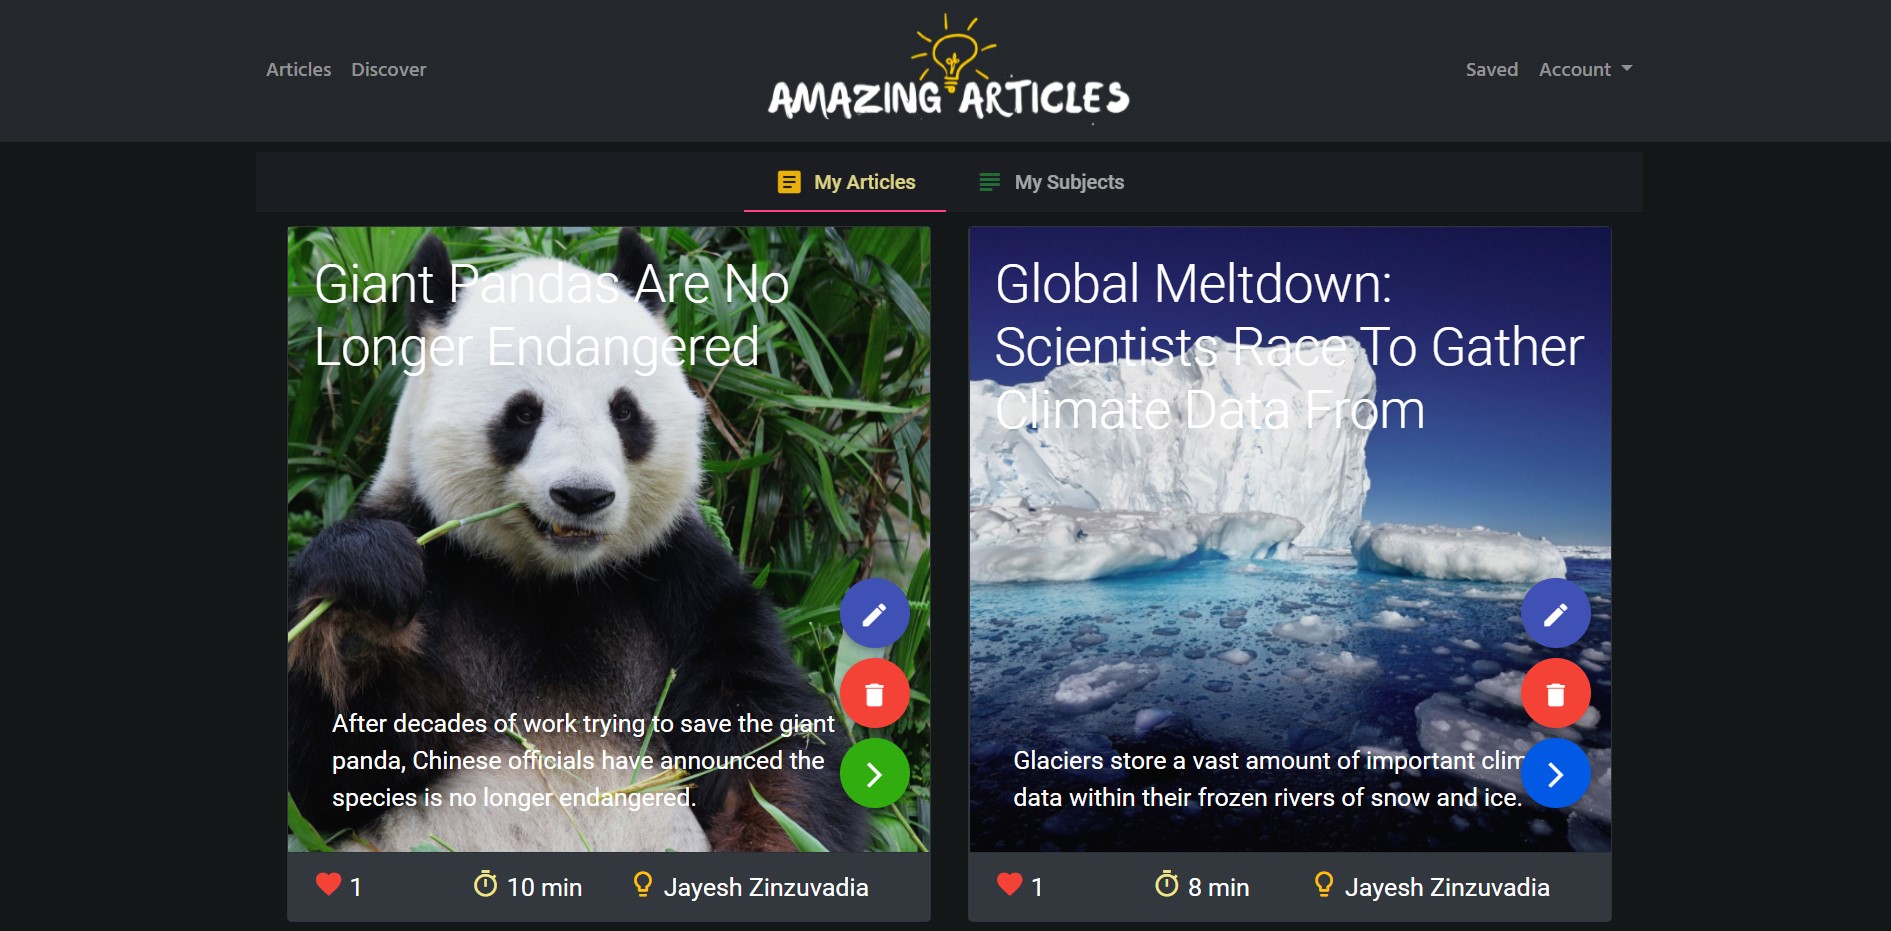 Articles Discover
AMAZING ARTICLES
Saved Account
My Articles My Subjects
Giant Pandas Are No
Longer Endangered
After decades of work trying to save the giant
panda, Chinese officials have announced the
species is no longer endangered.
1 10 min Jayesh Zinzuvadia
Global Meltdown:
Scientists Race To Gather
Climate Data From
Glaciers store a vast amount of important clim
data within their frozen rivers of snow and ice.
1 8 min Jayesh Zinzuvadia